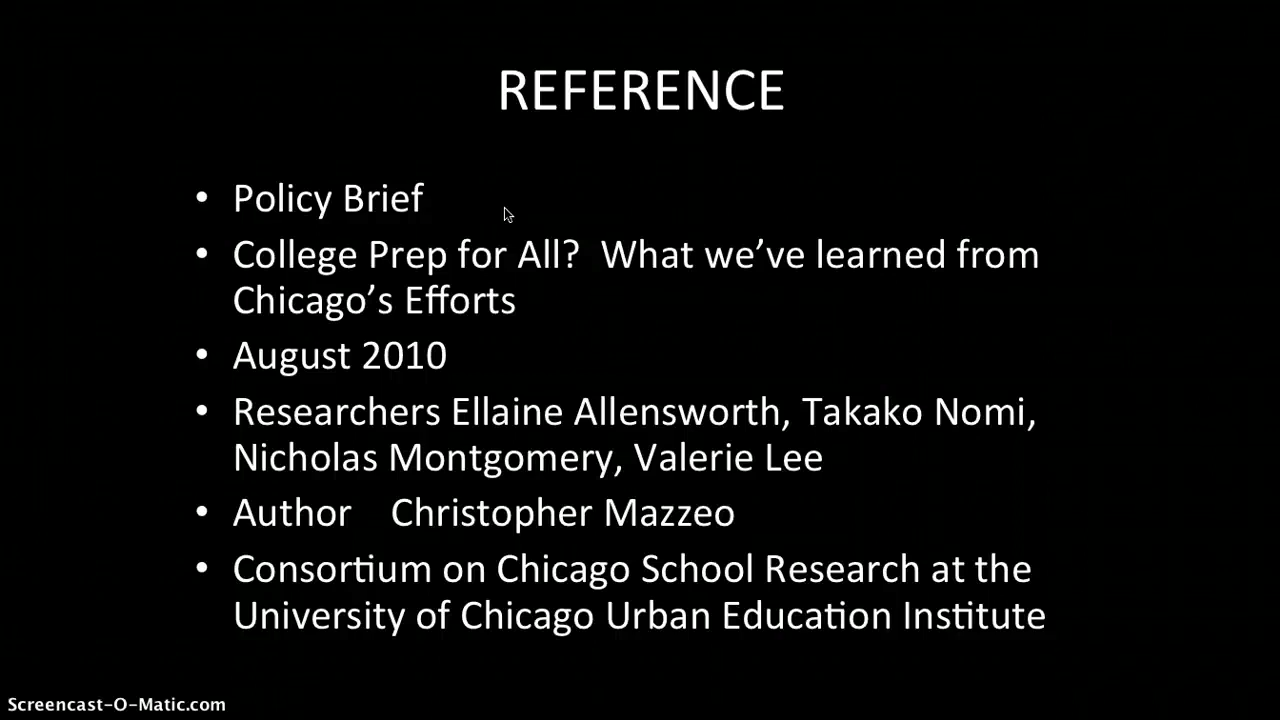 REFERENCE
• Policy Brief
• College Prep for All?  What we’ve learned from
Chicago’s Efforts
• August 2010
• Researchers Ellaine Allensworth, Takako Nomi,
Nicholas Montgomery, Valerie Lee
• Author    Christopher Mazzeo
• Consortium on Chicago School Research at the
University of Chicago Urban Education Institute
Screencast-O-Matic.com